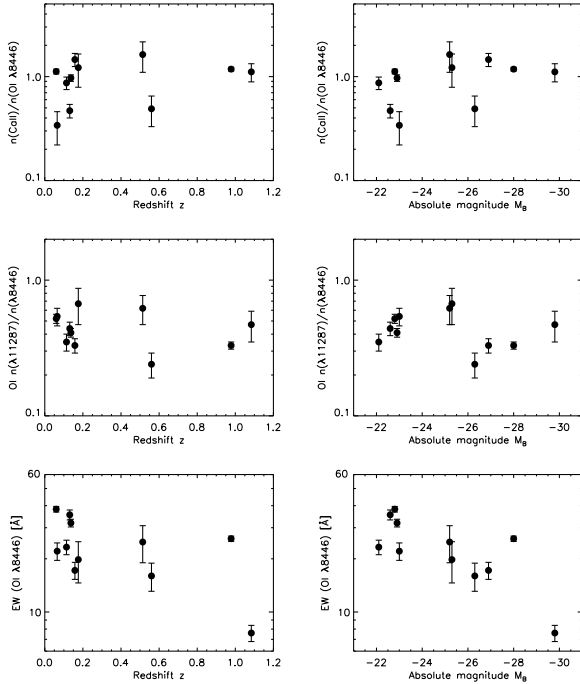 n(CaII)/n(OI λ8446)
1.0
0.1
0.0 0.2 0.4 0.6 0.8 1.0 1.2
Redshift z
n(CaII)/n(OI λ8446)
1.0
0.1
−22 −24 −26 −28 −30
Absolute magnitude M_B
OI n(λ11287)/n(λ8446)
1.0
0.1
0.0 0.2 0.4 0.6 0.8 1.0 1.2
Redshift z
OI n(λ11287)/n(λ8446)
1.0
0.1
−22 −24 −26 −28 −30
Absolute magnitude M_B
EW (OI λ8446) [Å]
60
10
0.0 0.2 0.4 0.6 0.8 1.0 1.2
Redshift z
EW (OI λ8446) [Å]
60
10
−22 −24 −26 −28 −30
Absolute magnitude M_B